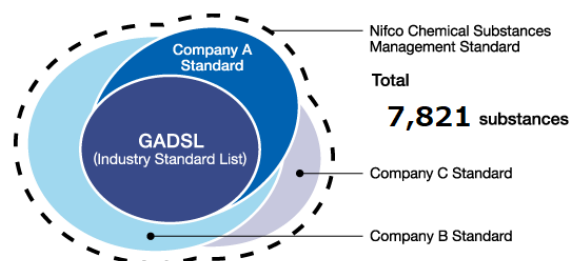 Company A
Standard
GADSL
(Industry Standard List)
Nifco Chemical Substances
Management Standard
Total
7,821 substances
Company C Standard
Company B Standard